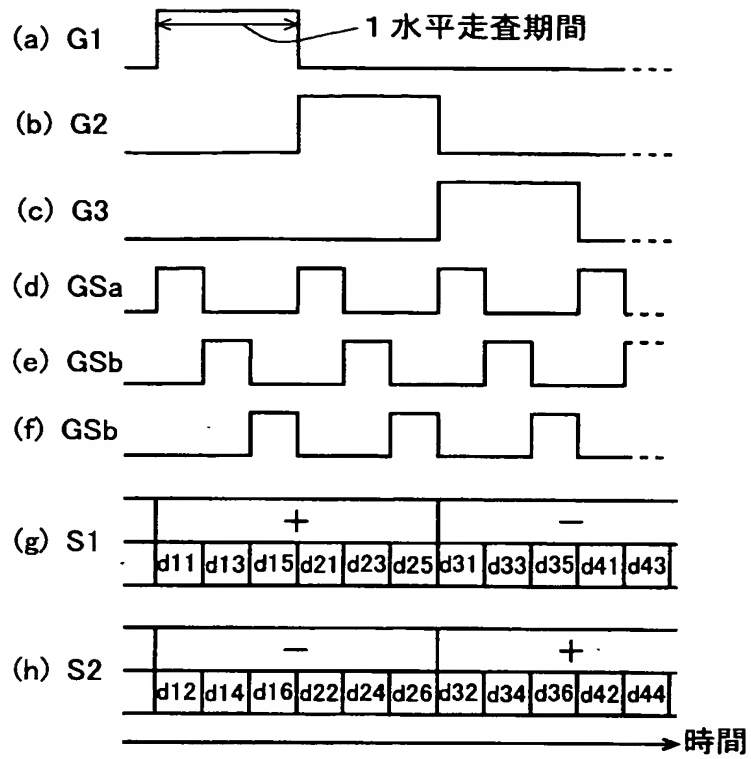 (a) G1
1水平走査期間
(b) G2
(c) G3
(d) GSa
(e) GSb
(f) GSb
(g) S1
+ −
d11 d13 d15 d21 d23 d25 d31 d33 d35 d41 d43
(h) S2
− +
d12 d14 d16 d22 d24 d26 d32 d34 d36 d42 d44
時間